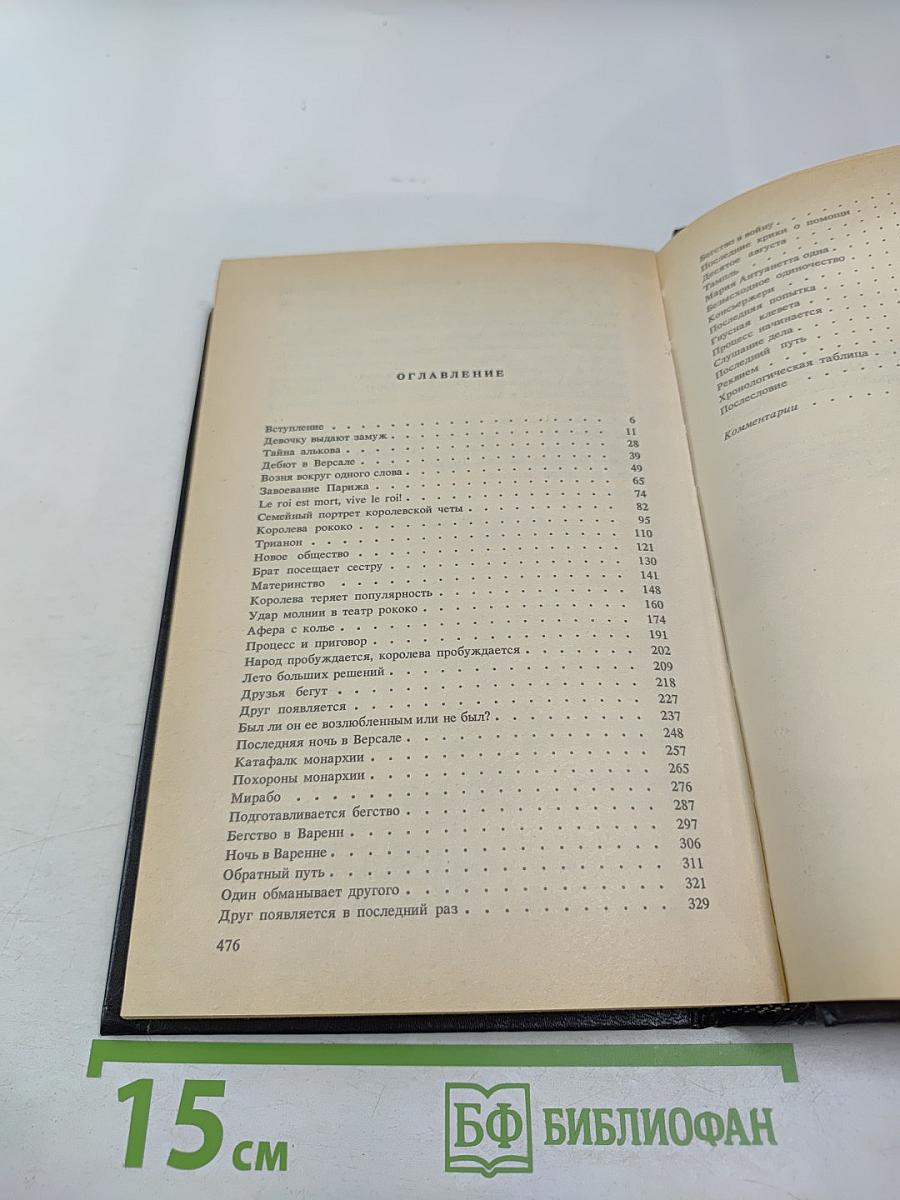 ОГЛАВЛЕНИЕ
Вступление . . . . . . . . . . . . . . . . . . . 6
Девочку выдают замуж . . . . . . . . . . . . . . . 11
Тайна алькова . . . . . . . . . . . . . . . . . . 28
Дебют в Версале . . . . . . . . . . . . . . . . . 39
Возня вокруг одного слова . . . . . . . . . . . . . 49
Завоевание Парижа . . . . . . . . . . . . . . . . 65
Le roi est mort, vive le roi! . . . . . . . . . . . . . 74
Семейный портрет королевской четы . . . . . . . . . . 82
Королева рококо . . . . . . . . . . . . . . . . . 95
Трианон . . . . . . . . . . . . . . . . . . . . 110
Новое общество . . . . . . . . . . . . . . . . . 121
Брат посещает сестру . . . . . . . . . . . . . . . 130
Материнство . . . . . . . . . . . . . . . . . . 141
Королева теряет популярность . . . . . . . . . . . . 148
Удар молнии в театр рококо . . . . . . . . . . . . . 160
Афера с колье . . . . . . . . . . . . . . . . . . 174
Процесс и приговор . . . . . . . . . . . . . . . . 191
Народ пробуждается, королева пробуждается . . . . . . . 202
Лето больших решений . . . . . . . . . . . . . . . 209
Друзья бегут . . . . . . . . . . . . . . . . . . 218
Друг появляется . . . . . . . . . . . . . . . . . 227
Был ли он ее возлюбленным или не был? . . . . . . . . 237
Последняя ночь в Версале . . . . . . . . . . . . . . 248
Катафалк монархии . . . . . . . . . . . . . . . . 257
Похороны монархии . . . . . . . . . . . . . . . . 265
Мирабо . . . . . . . . . . . . . . . . . . . . 276
Подготавливается бегство . . . . . . . . . . . . . . 287
Бегство в Варенн . . . . . . . . . . . . . . . . . 297
Ночь в Варенне . . . . . . . . . . . . . . . . . . 306
Обратный путь . . . . . . . . . . . . . . . . . . 311
Один обманывает другого . . . . . . . . . . . . . . 321
Друг появляется в последний раз . . . . . . . . . . . 329
476
Бегство в войну . . . . .
Последние крики о помощи . .
Десятое августа . . . . .
Тампль . . . . . . .
Мария Антуанетта одна . . .
Безысходное одиночество . .
Консьержери . . . . . .
Последняя попытка . . . .
Гнусная клевета . . . . .
Процесс начинается . . . .
Слушание дела . . . . . .
Последний путь . . . . .
Реквием . . . . . . .
Хронологическая таблица . .
Послесловие . . . . . .
Комментарии . . . . . .
15 см
БФ БИБЛИОФАН